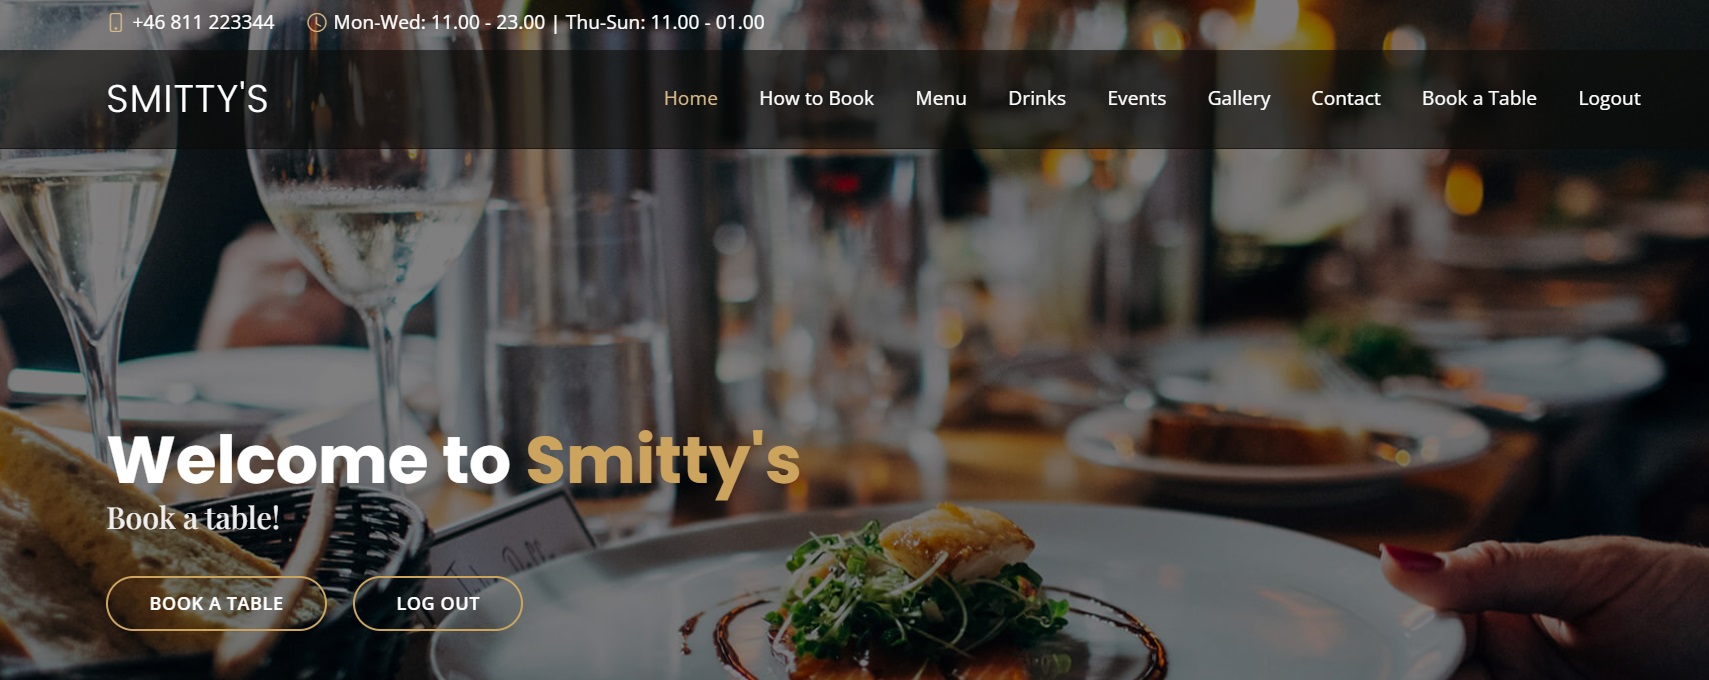 +46 811 223344 Mon-Wed: 11.00 - 23.00 | Thu-Sun: 11.00 - 01.00
SMITTY'S Home How to Book Menu Drinks Events Gallery Contact Book a Table Logout
Welcome to Smitty's
Book a table!
BOOK A TABLE LOG OUT